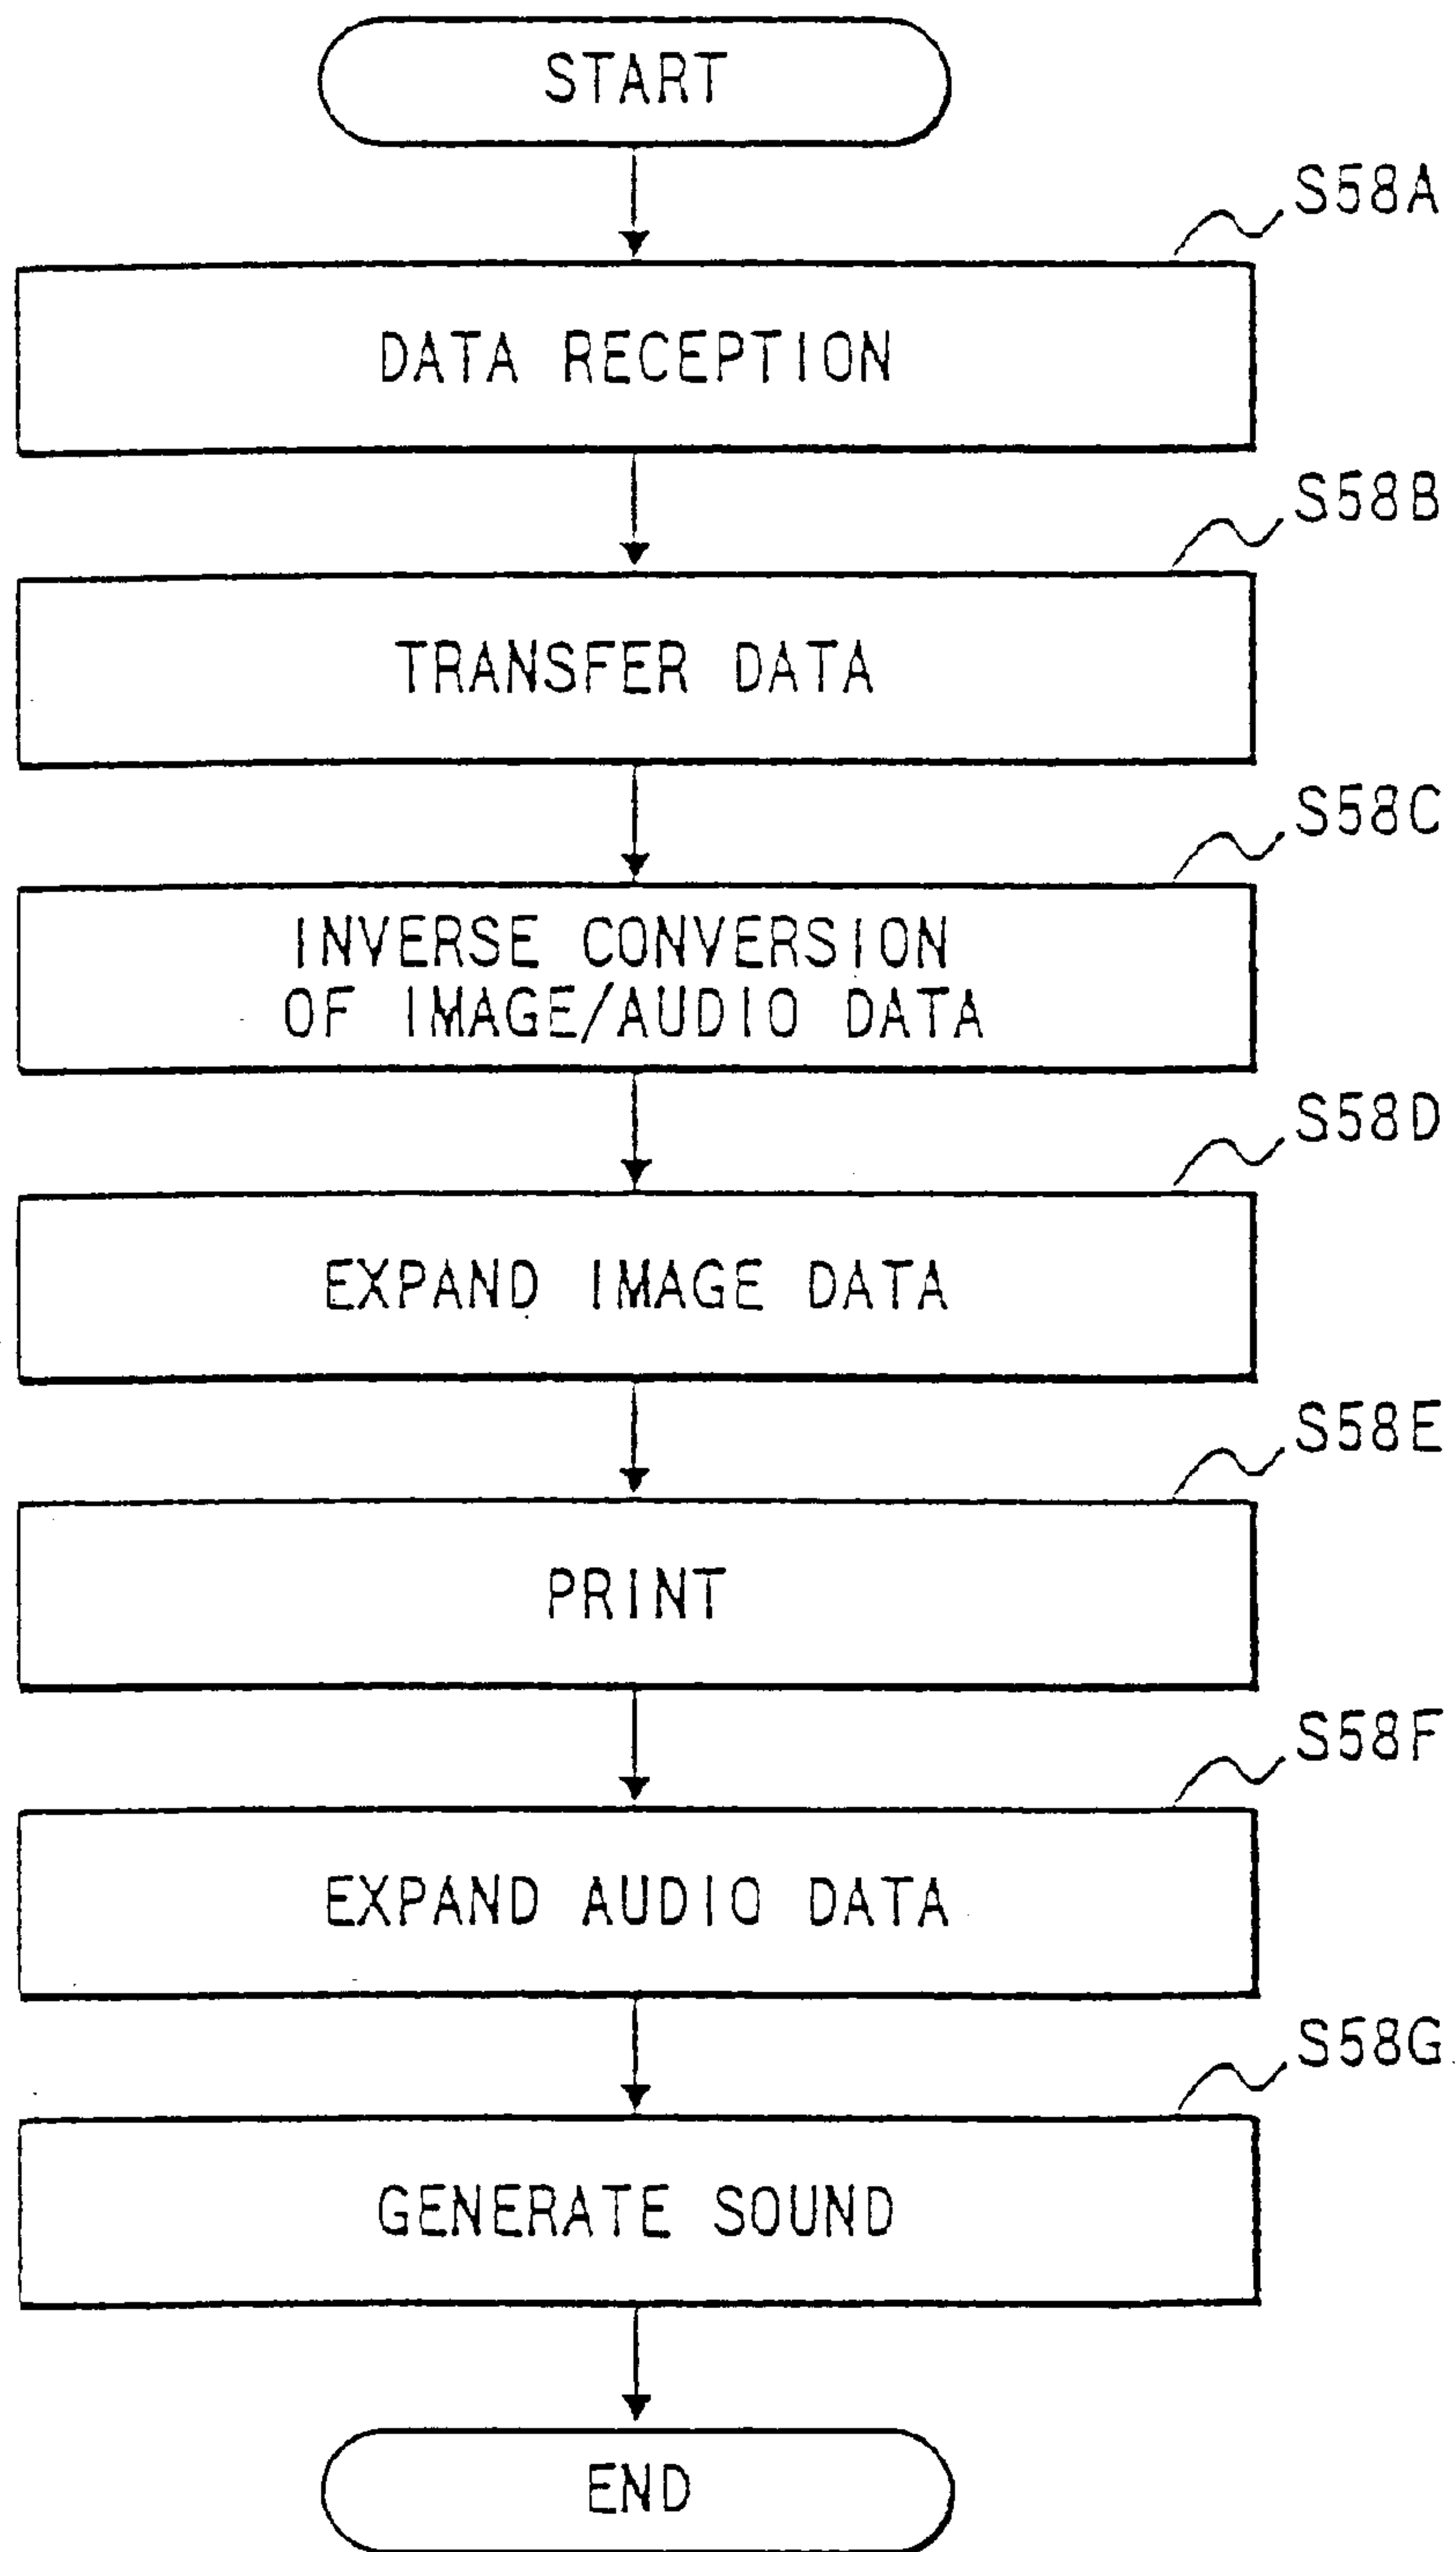 START
S58A
DATA RECEPTION
S58B
TRANSFER DATA
S58C
INVERSE CONVERSION
OF IMAGE/AUDIO DATA
S58D
EXPAND IMAGE DATA
S58E
PRINT
S58F
EXPAND AUDIO DATA
S58G
GENERATE SOUND
END